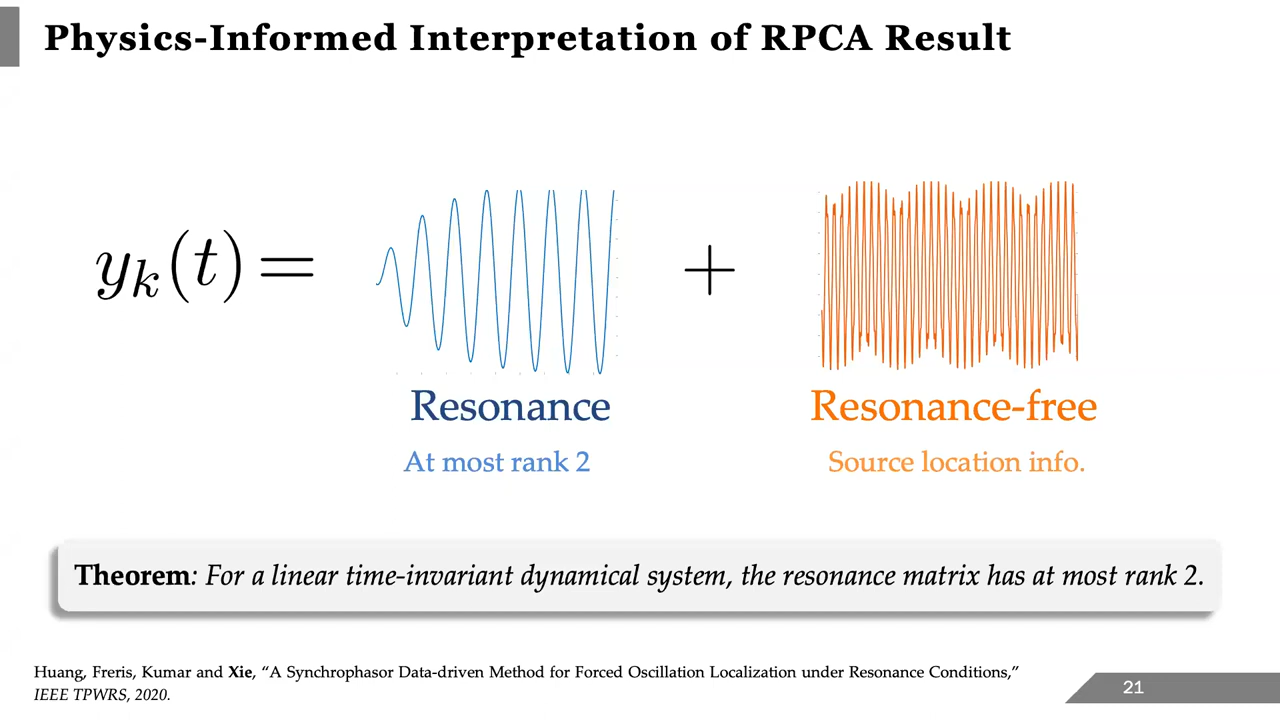 Physics-Informed Interpretation of RPCA Result
y_k(t) = +
Resonance
Resonance-free
At most rank 2
Source location info.
Theorem: For a linear time-invariant dynamical system, the resonance matrix has at most rank 2.
Huang, Freris, Kumar and Xie, “A Synchrophasor Data-driven Method for Forced Oscillation Localization under Resonance Conditions,”
IEEE TPWRS, 2020.
21